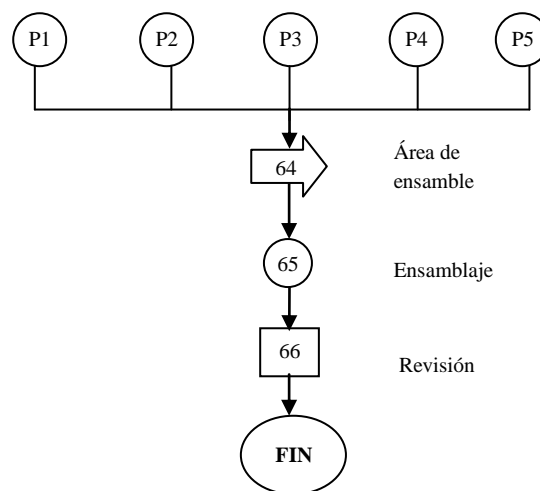 P1 P2 P3 P4 P5
64
Área de
ensamble
65
Ensamblaje
66
Revisión
FIN